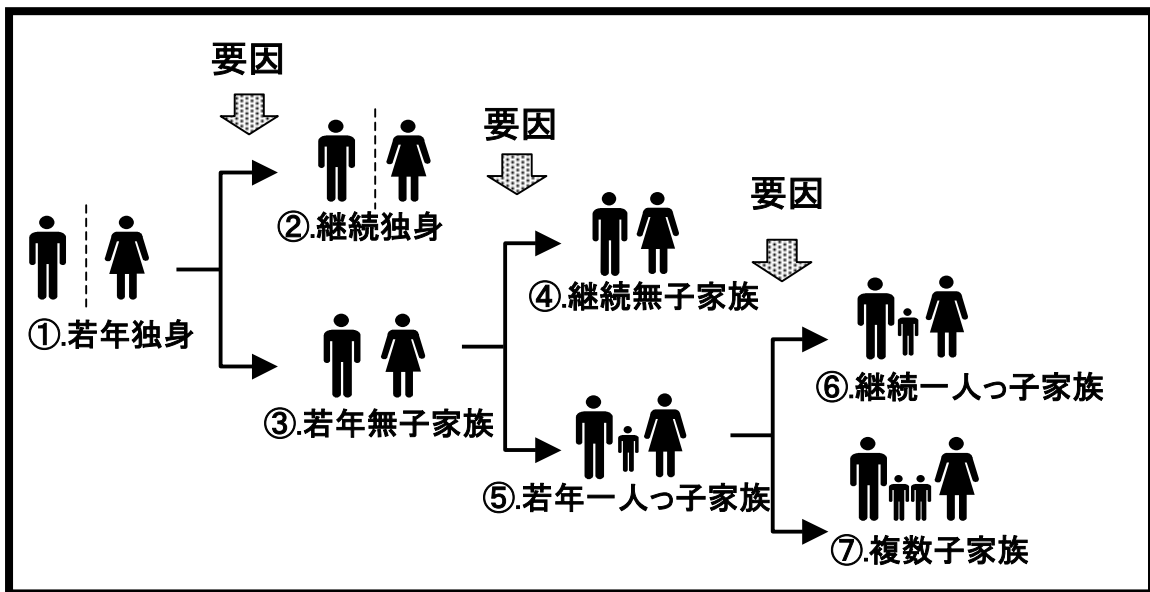 要因
要因
要因
①.若年独身
②.継続独身
③.若年無子家族
④.継続無子家族
⑤.若年一人っ子家族
⑥.継続一人っ子家族
⑦.複数子家族